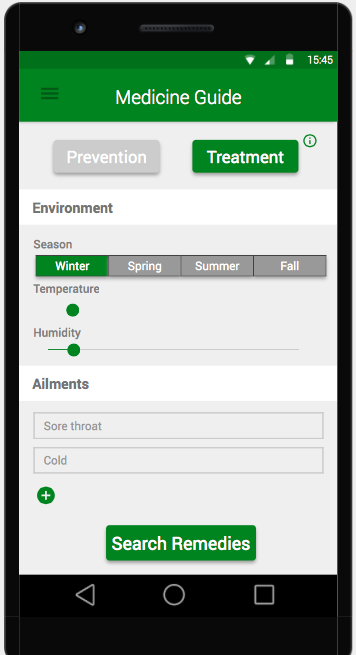 15:45
Medicine Guide
Prevention Treatment
Environment
Season
Winter Spring Summer Fall
Temperature
Humidity
Ailments
Sore throat
Cold
Search Remedies